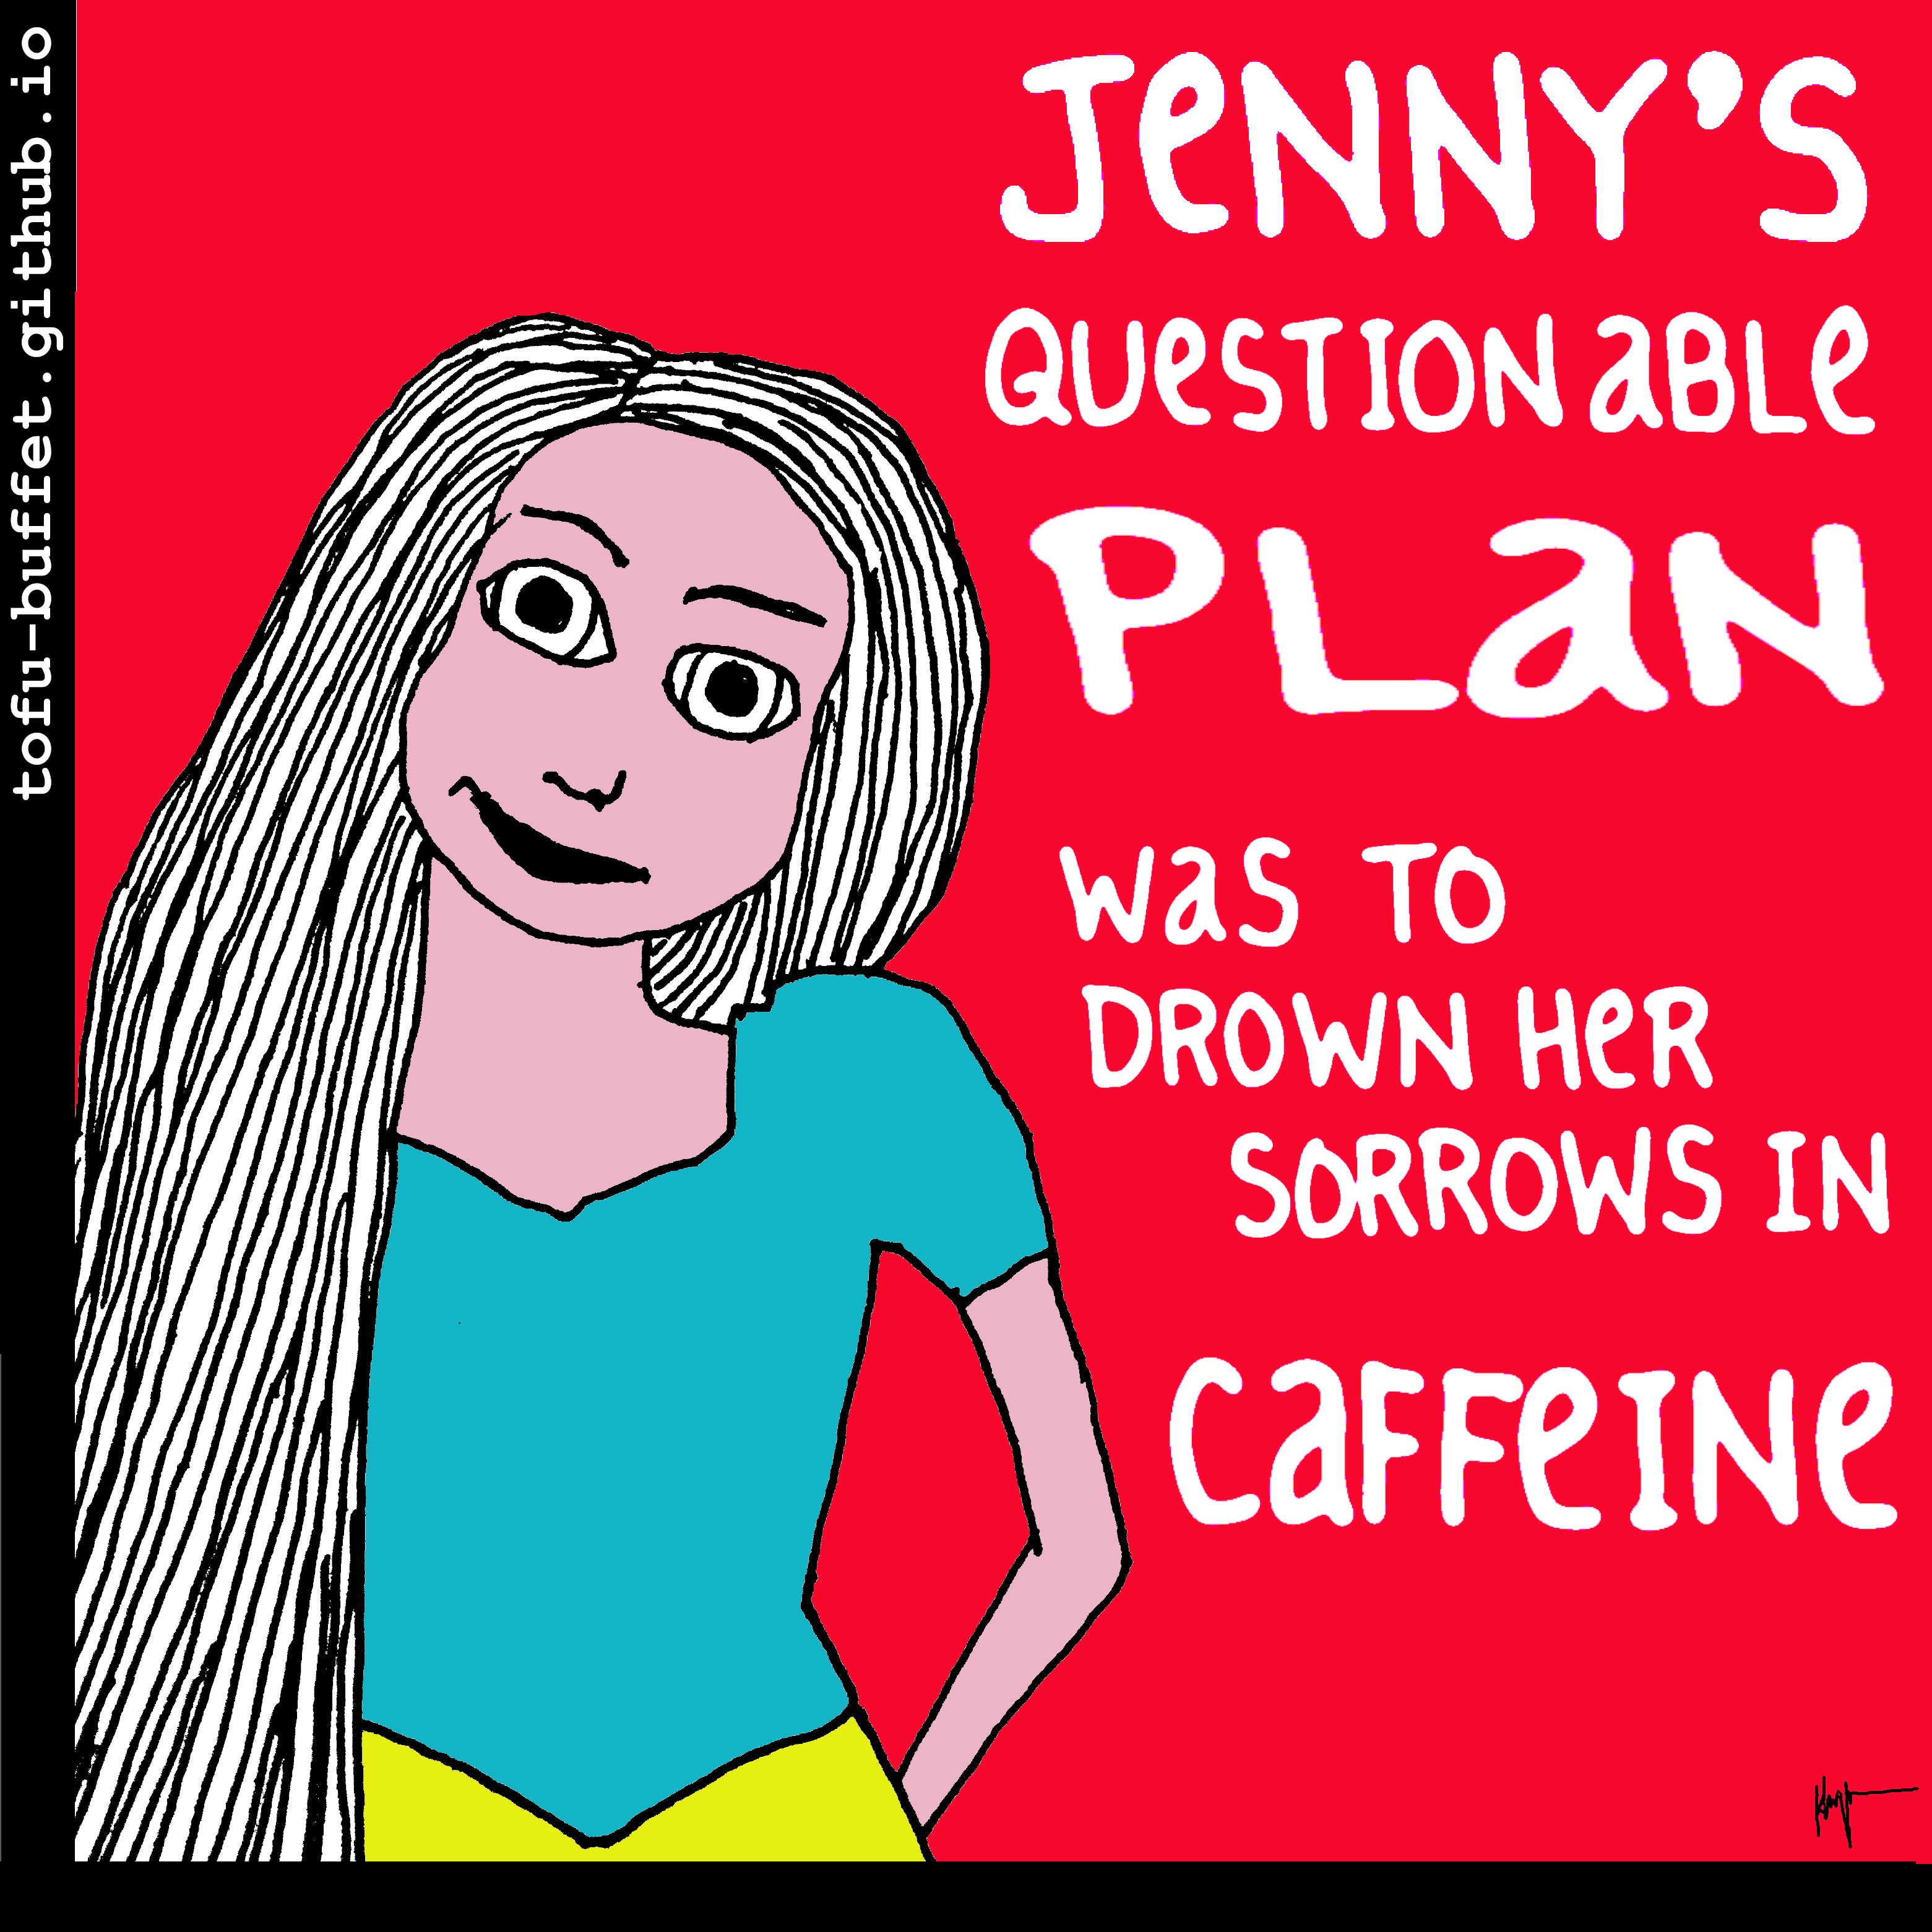 JeNNY'S
QUeSTIONaBLe
PLaN
WaS TO
DROWN HeR
SORROWS IN
CaFFeINe
tofu-buffet.github.io